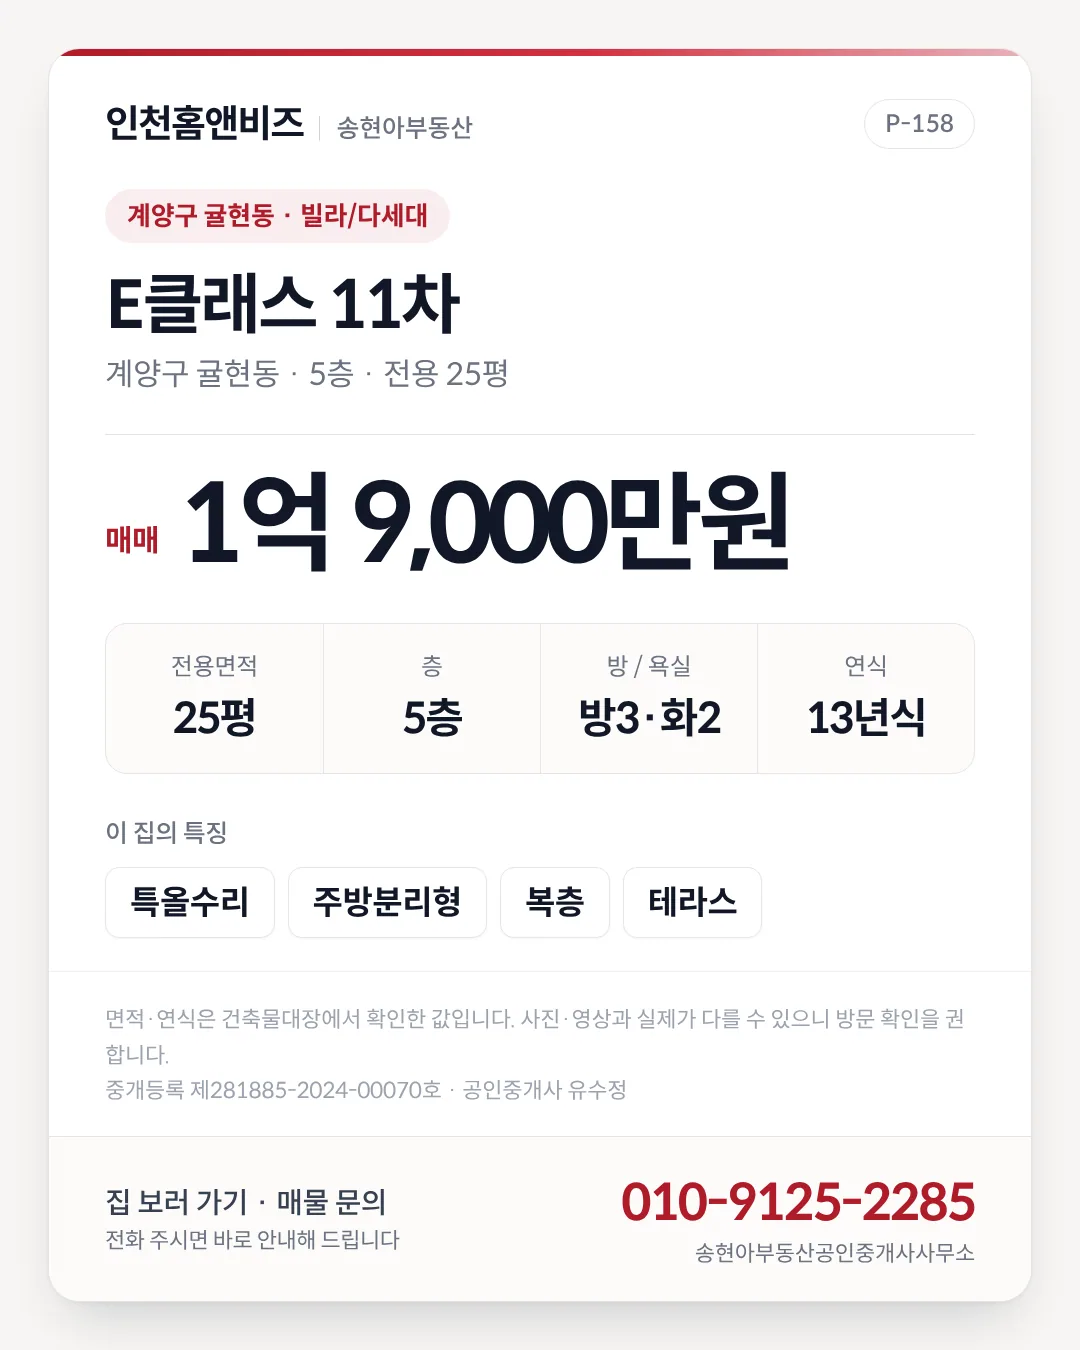 인천홈앤비즈 | 송현아부동산
P-158
계양구 귤현동 · 빌라/다세대
E클래스 11차
계양구 귤현동 · 5층 · 전용 25평
매매 1억 9,000만원
전용면적 층 방 / 욕실 연식
25평 5층 방3·화2 13년식
이 집의 특징
특올수리 주방분리형 복층 테라스
면적·연식은 건축물대장에서 확인한 값입니다. 사진·영상과 실제가 다를 수 있으니 방문 확인을 권
합니다.
중개등록 제281885-2024-00070호 · 공인중개사 유수정
집 보러 가기 · 매물 문의
전화 주시면 바로 안내해 드립니다
010-9125-2285
송현아부동산공인중개사사무소